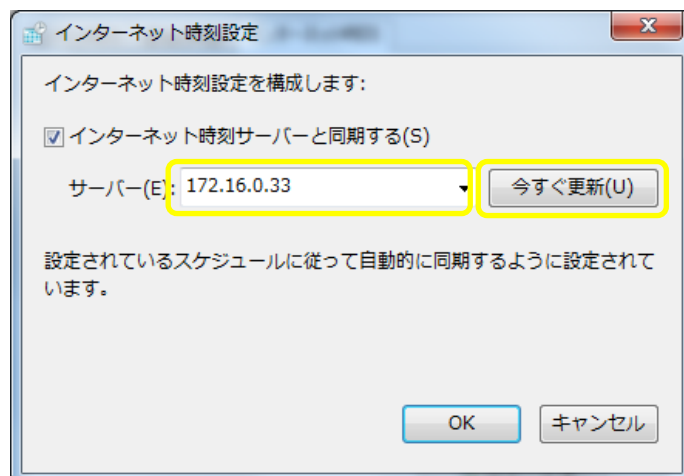 インターネット時刻設定
インターネット時刻設定を構成します:
インターネット時刻サーバーと同期する(S)
サーバー(E): 172.16.0.33 今すぐ更新(U)
設定されているスケジュールに従って自動的に同期するように設定されて
います。
OK キャンセル